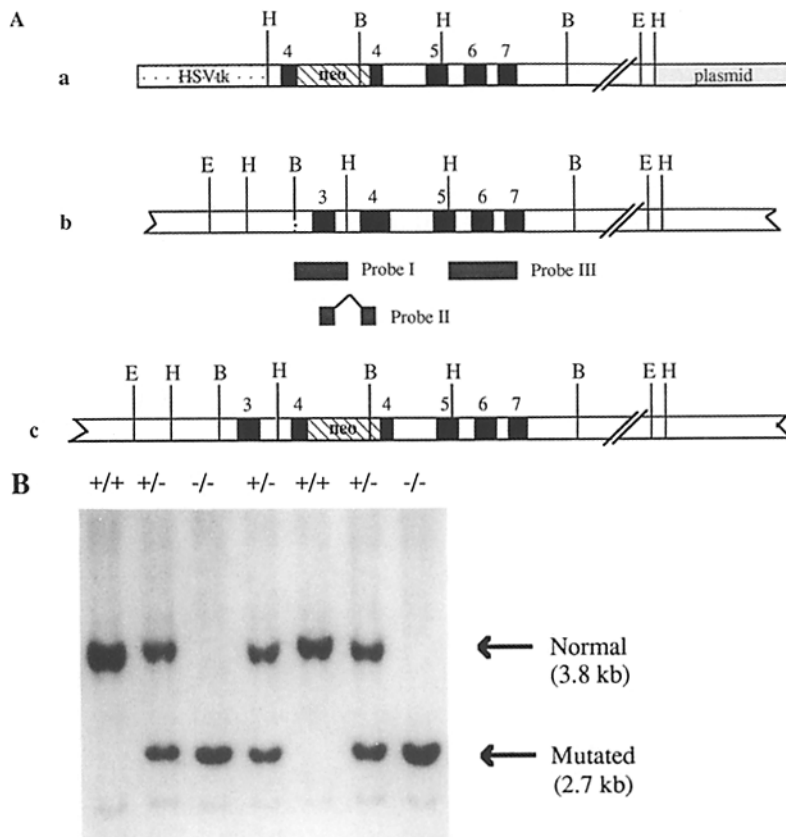 A
H B H B E H
4 4 5 6 7
a HSVtk neo plasmid
E H B H H B E H
3 4 5 6 7
b
Probe I Probe III
Probe II
E H B H B H B E H
3 4 4 5 6 7
c neo
B +/+ +/- -/- +/- +/+ +/- -/-
Normal
(3.8 kb)
Mutated
(2.7 kb)